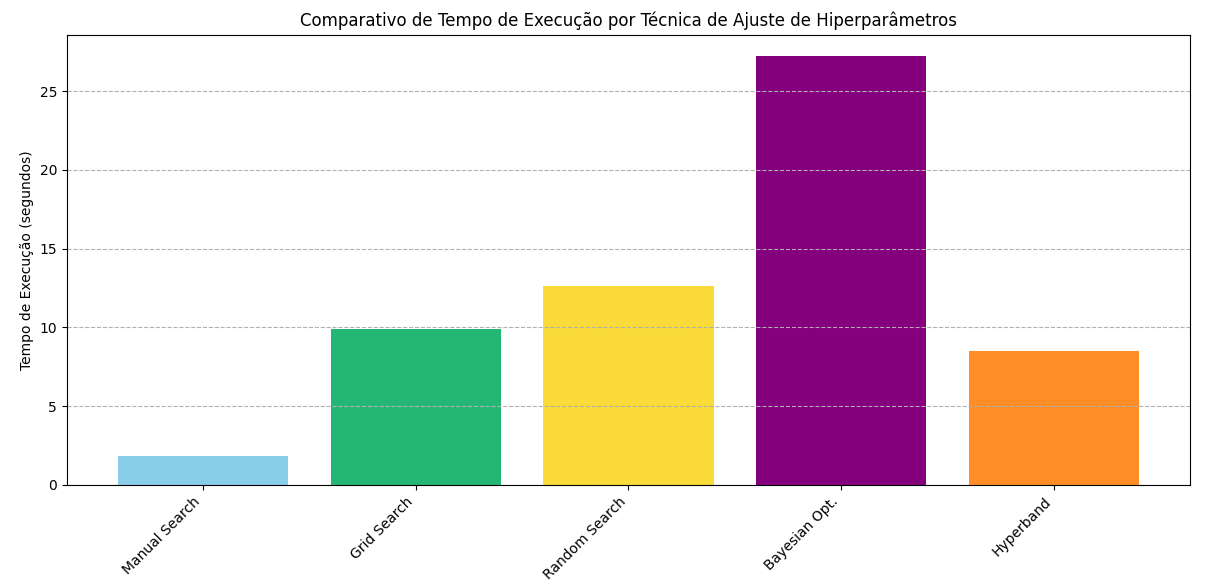 Comparativo de Tempo de Execução por Técnica de Ajuste de Hiperparâmetros
Tempo de Execução (segundos)
25
20
15
10
5
0
Manual Search
Grid Search
Random Search
Bayesian Opt.
Hyperband